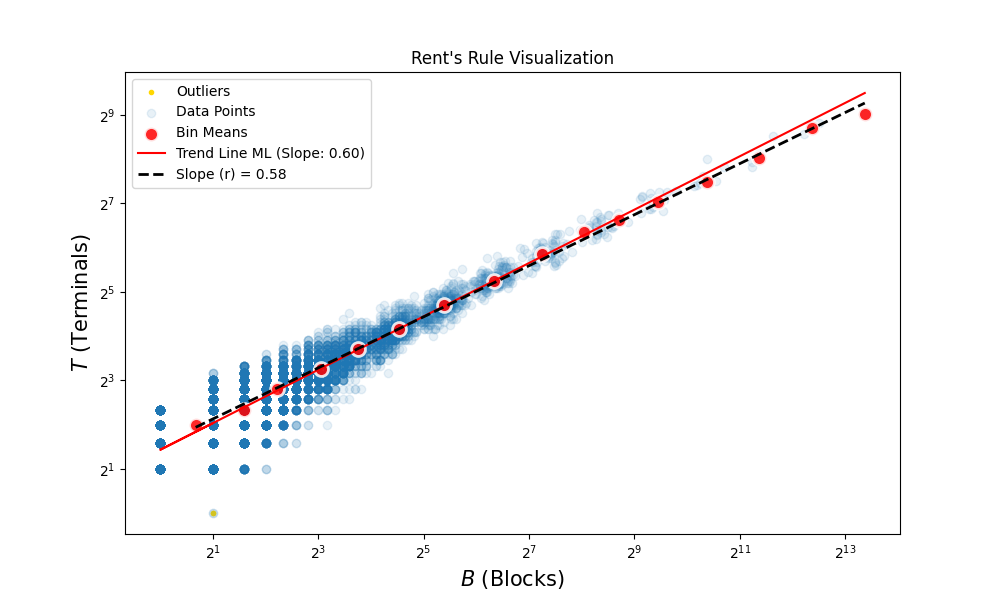 Rent's Rule Visualization
Outliers
Data Points
Bin Means
Trend Line ML (Slope: 0.60)
Slope (r) = 0.58
T (Terminals)
2^9
2^7
2^5
2^3
2^1
2^1 2^3 2^5 2^7 2^9 2^11 2^13
B (Blocks)